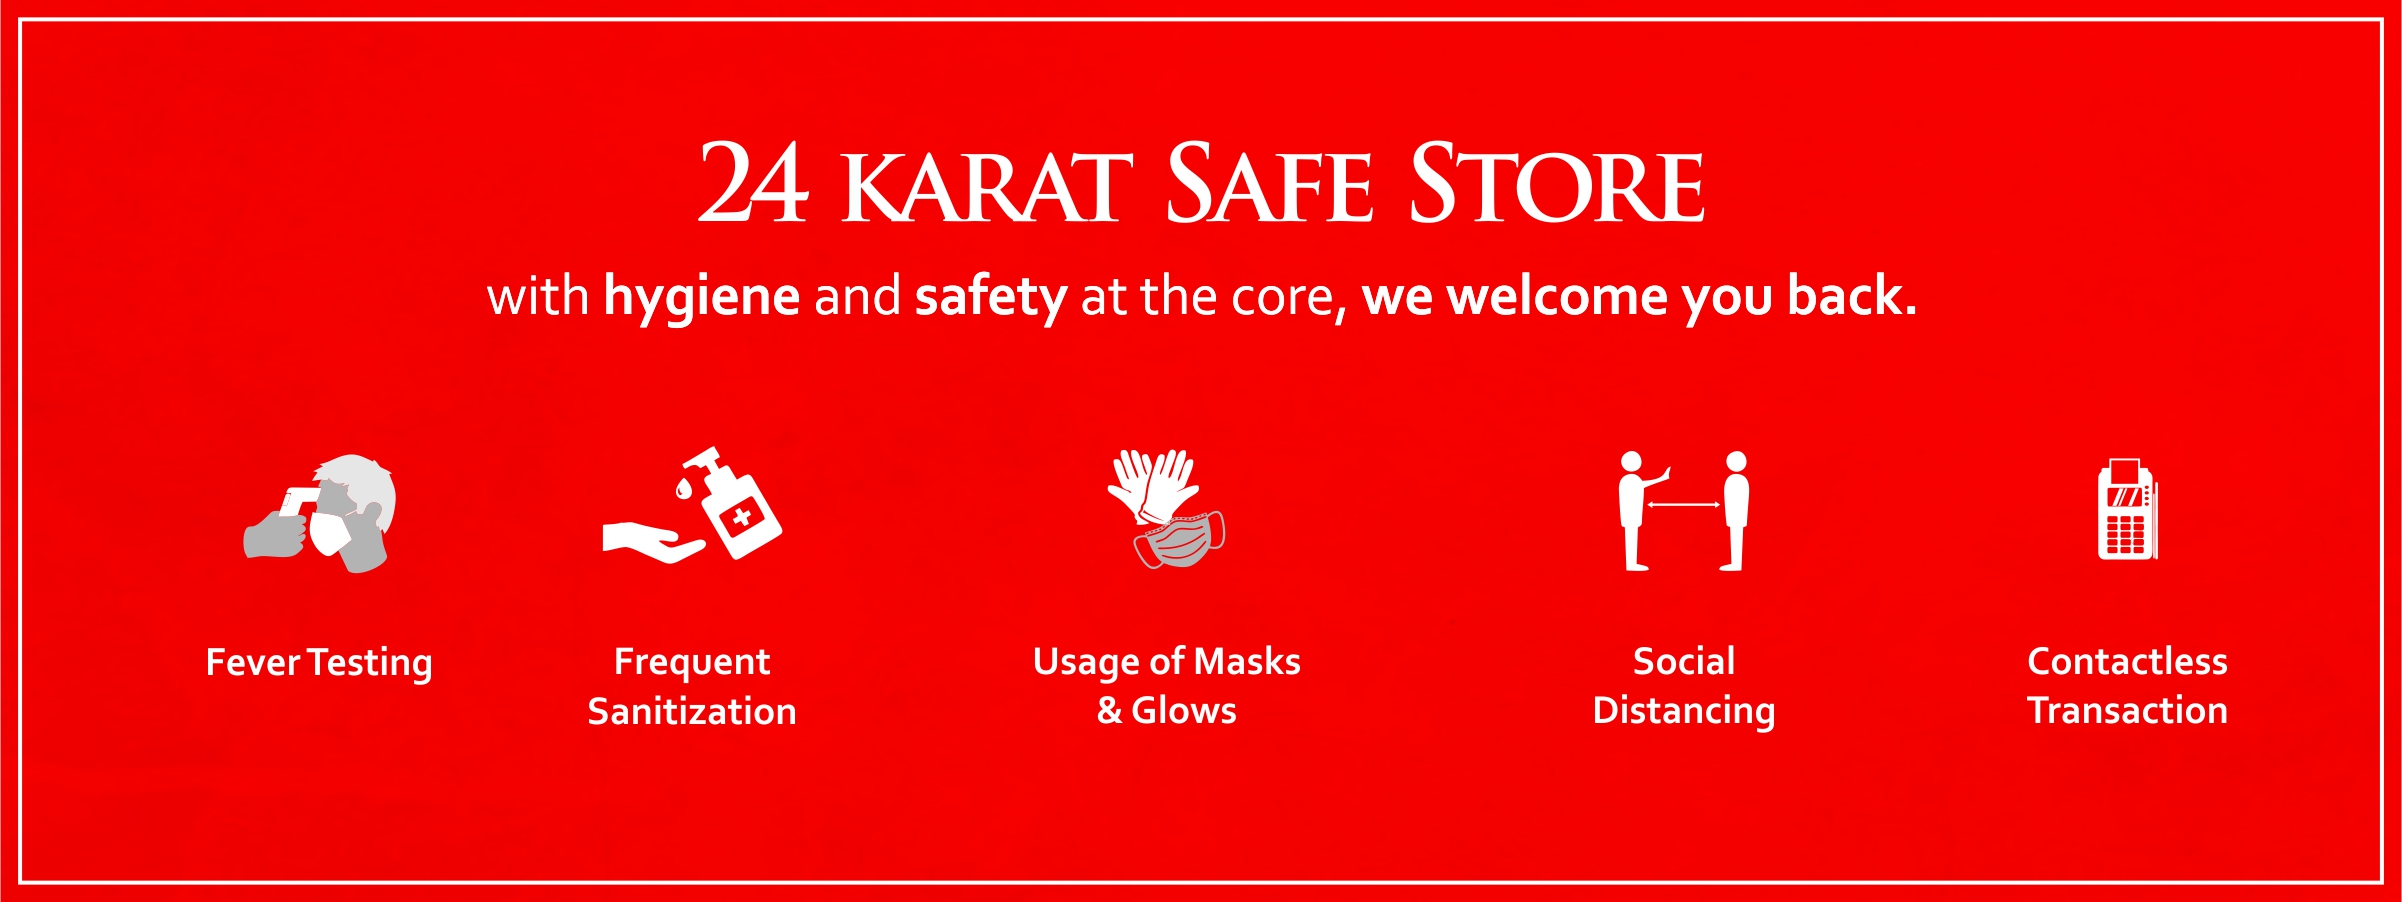 24 KARAT SAFE STORE
with hygiene and safety at the core, we welcome you back.
Fever Testing
Frequent
Sanitization
Usage of Masks
& Glows
Social
Distancing
Contactless
Transaction